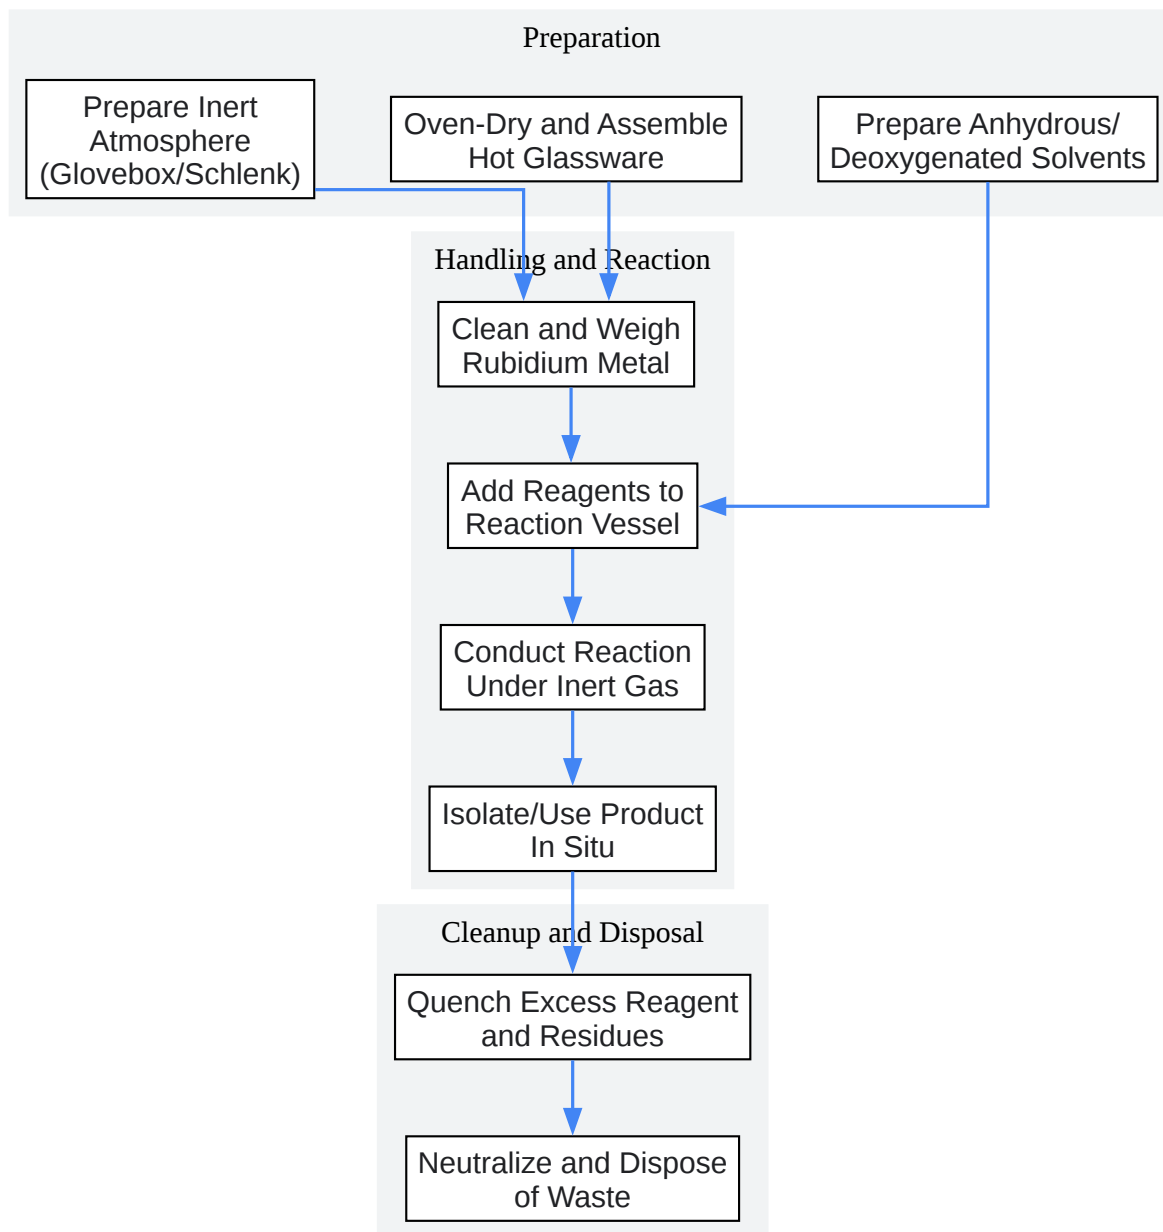 Preparation
Prepare Inert
Atmosphere
(Glovebox/Schlenk)
Oven-Dry and Assemble
Hot Glassware
Prepare Anhydrous/
Deoxygenated Solvents
Handling and Reaction
Clean and Weigh
Rubidium Metal
Add Reagents to
Reaction Vessel
Conduct Reaction
Under Inert Gas
Isolate/Use Product
In Situ
Cleanup and Disposal
Quench Excess Reagent
and Residues
Neutralize and Dispose
of Waste